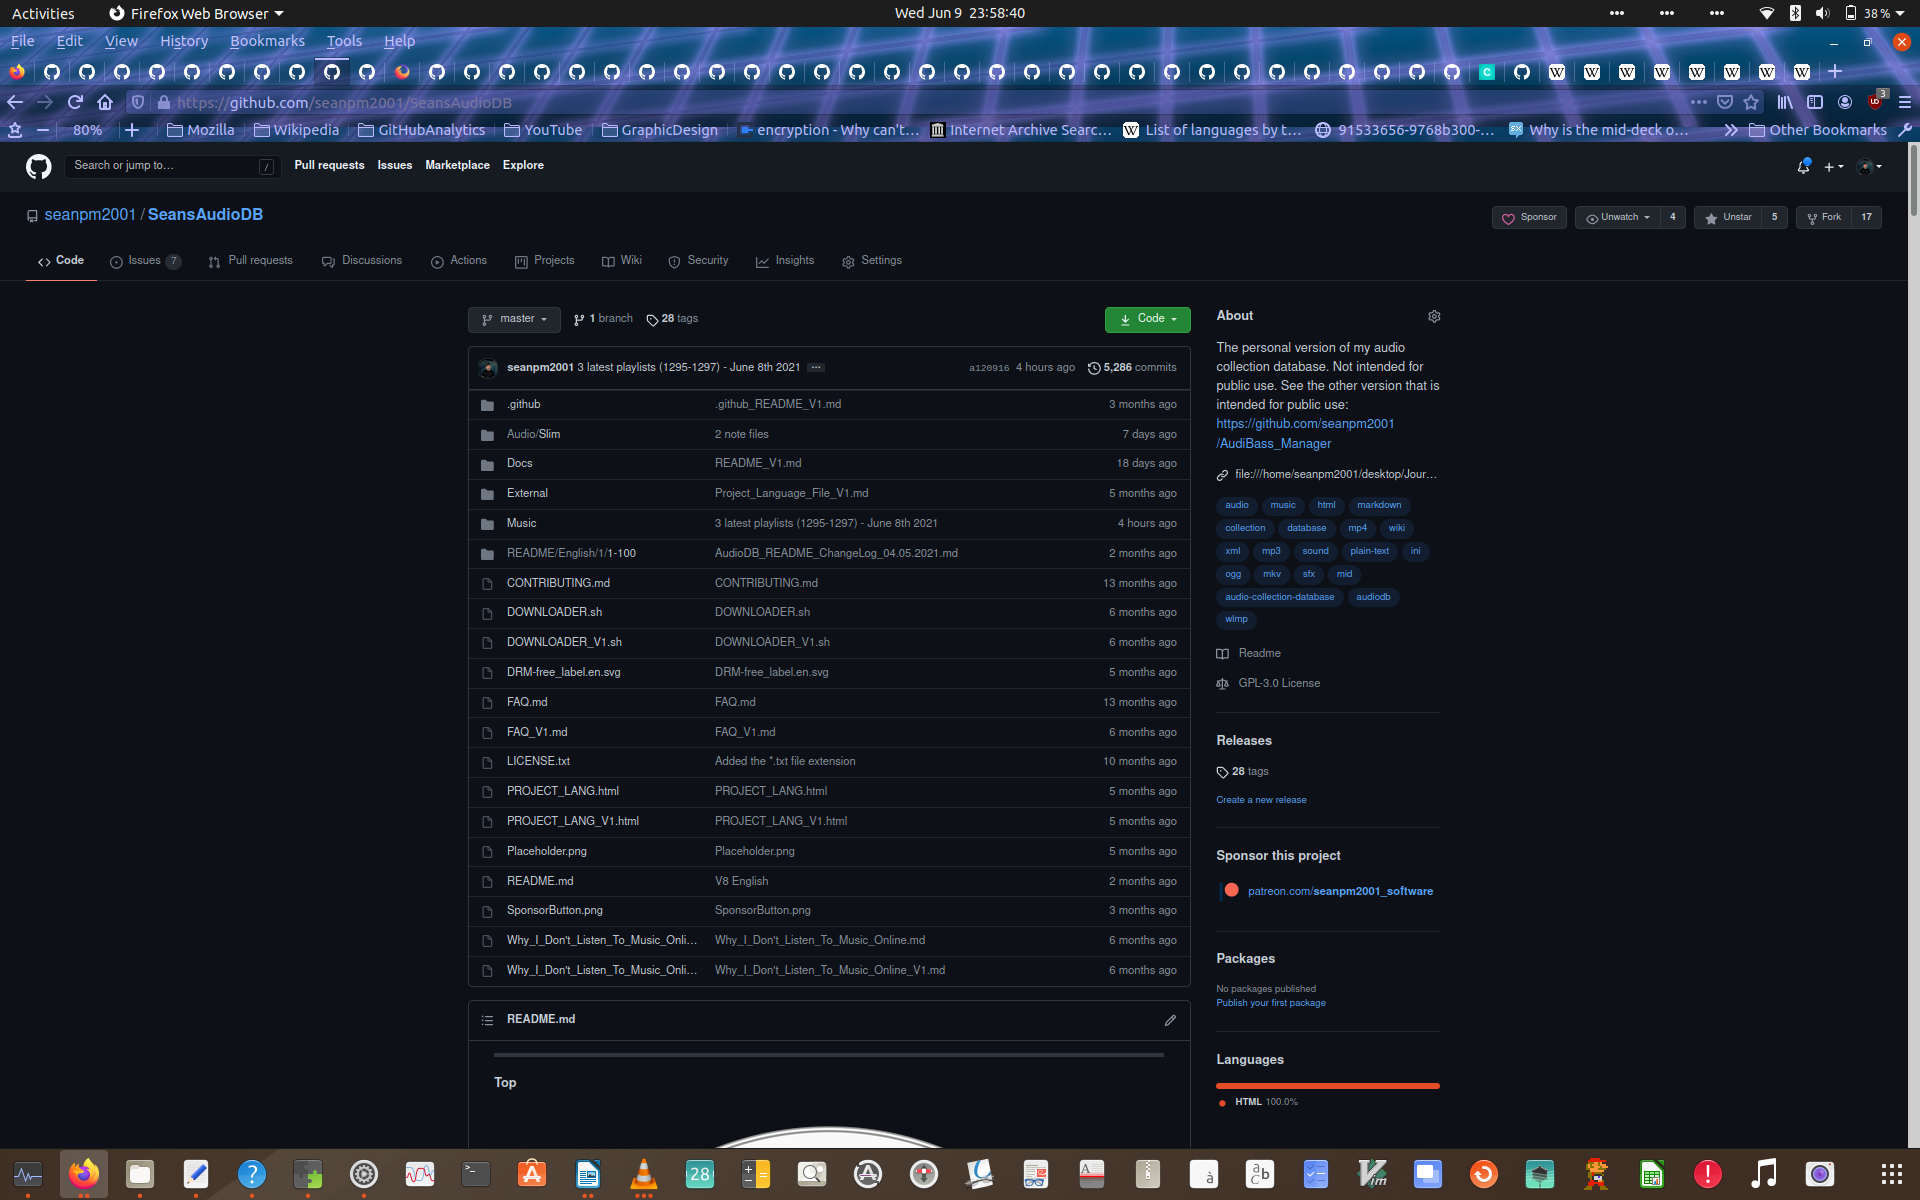 Activities
Firefox Web Browser
Wed Jun 9 23:58:40
38 %
File Edit View History Bookmarks Tools Help
https://github.com/seanpm2001/SeansAudioDB
3
80%
Mozilla
Wikipedia
GitHubAnalytics
YouTube
GraphicDesign
encryption - Why can't…
Internet Archive Searc…
List of languages by t…
91533656-9768b300-…
Why is the mid-deck o…
Other Bookmarks
Search or jump to…
/
Pull requests Issues Marketplace Explore
seanpm2001 / SeansAudioDB
Sponsor
Unwatch 4
Unstar 5
Fork 17
Code
Issues 7
Pull requests
Discussions
Actions
Projects
Wiki
Security
Insights
Settings
master
1 branch
28 tags
Code
seanpm2001 3 latest playlists (1295-1297) - June 8th 2021 … a120916 4 hours ago 5,286 commits
.github .github_README_V1.md 3 months ago
Audio/Slim 2 note files 7 days ago
Docs README_V1.md 18 days ago
External Project_Language_File_V1.md 5 months ago
Music 3 latest playlists (1295-1297) - June 8th 2021 4 hours ago
README/English/1/1-100 AudioDB_README_ChangeLog_04.05.2021.md 2 months ago
CONTRIBUTING.md CONTRIBUTING.md 13 months ago
DOWNLOADER.sh DOWNLOADER.sh 6 months ago
DOWNLOADER_V1.sh DOWNLOADER_V1.sh 6 months ago
DRM-free_label.en.svg DRM-free_label.en.svg 5 months ago
FAQ.md FAQ.md 13 months ago
FAQ_V1.md FAQ_V1.md 6 months ago
LICENSE.txt Added the *.txt file extension 10 months ago
PROJECT_LANG.html PROJECT_LANG.html 5 months ago
PROJECT_LANG_V1.html PROJECT_LANG_V1.html 5 months ago
Placeholder.png Placeholder.png 5 months ago
README.md V8 English 2 months ago
SponsorButton.png SponsorButton.png 3 months ago
Why_I_Don't_Listen_To_Music_Onli… Why_I_Don't_Listen_To_Music_Online.md 6 months ago
Why_I_Don't_Listen_To_Music_Onli… Why_I_Don't_Listen_To_Music_Online_V1.md 6 months ago
README.md
Top
About
The personal version of my audio
collection database. Not intended for
public use. See the other version that is
intended for public use:
https://github.com/seanpm2001
/AudiBass_Manager
file:///home/seanpm2001/desktop/Jour…
audio music html markdown
collection database mp4 wiki
xml mp3 sound plain-text ini
ogg mkv sfx mid
audio-collection-database audiodb
wlmp
Readme
GPL-3.0 License
Releases
28 tags
Create a new release
Sponsor this project
patreon.com/seanpm2001_software
Packages
No packages published
Publish your first package
Languages
HTML 100.0%
28